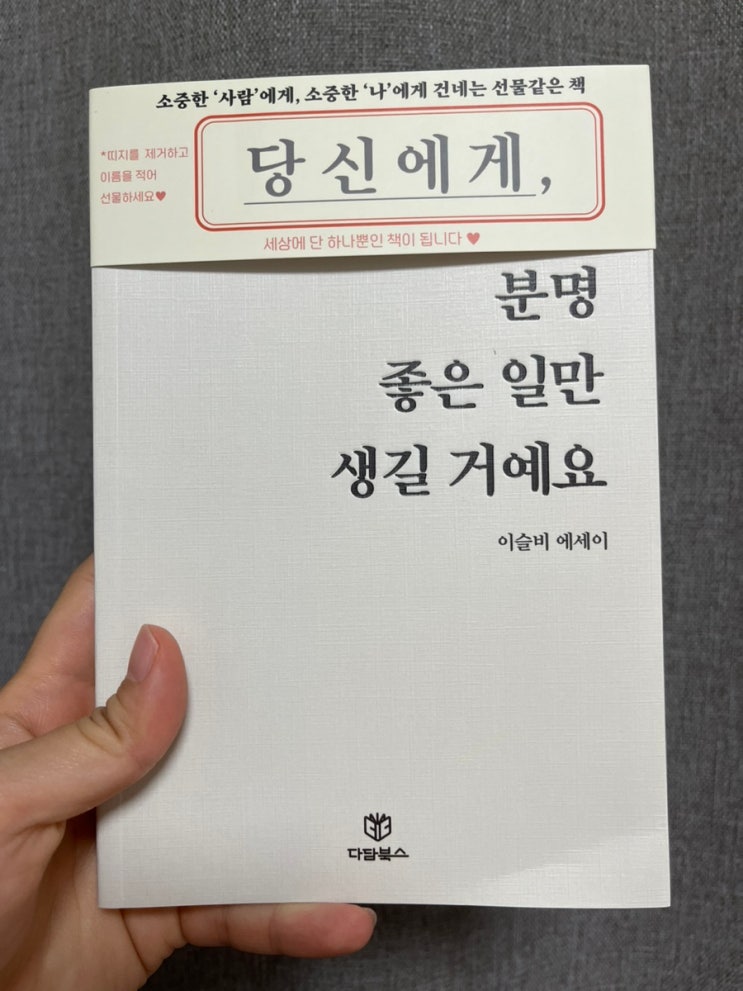 소중한 ‘사람’에게, 소중한 ‘나’에게 건네는 선물같은 책
*띠지를 제거하고
이름을 적어
선물하세요♥
당신에게,
세상에 단 하나뿐인 책이 됩니다 ♥
분명
좋은 일만
생길 거예요
이슬비 에세이
다담북스